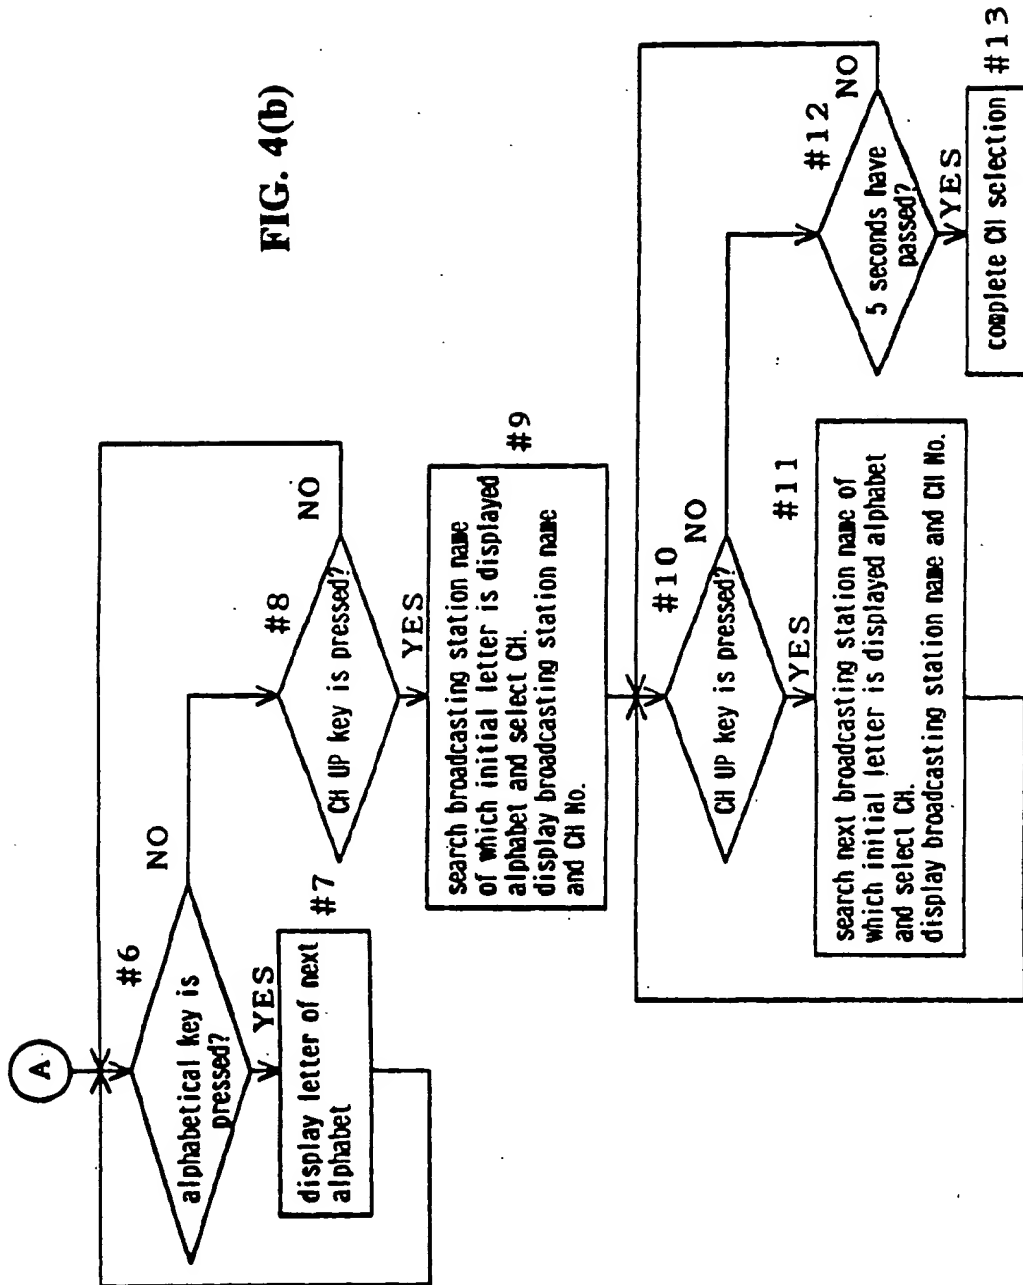 FIG. 4(b)
A
#6
alphabetical key is
pressed?
NO
YES
#7
display letter of next
alphabet
#8
CH UP key is pressed?
NO
YES
#9
search broadcasting station name
of which initial letter is displayed
alphabet and select CH.
display broadcasting station name
and CH No.
#10
CH UP key is pressed?
NO
YES
#11
search next broadcasting station name of
which initial letter is displayed alphabet
and select CH.
display broadcasting station name and CH No.
#12
5 seconds have
passed?
NO
YES
complete CH selection
#13